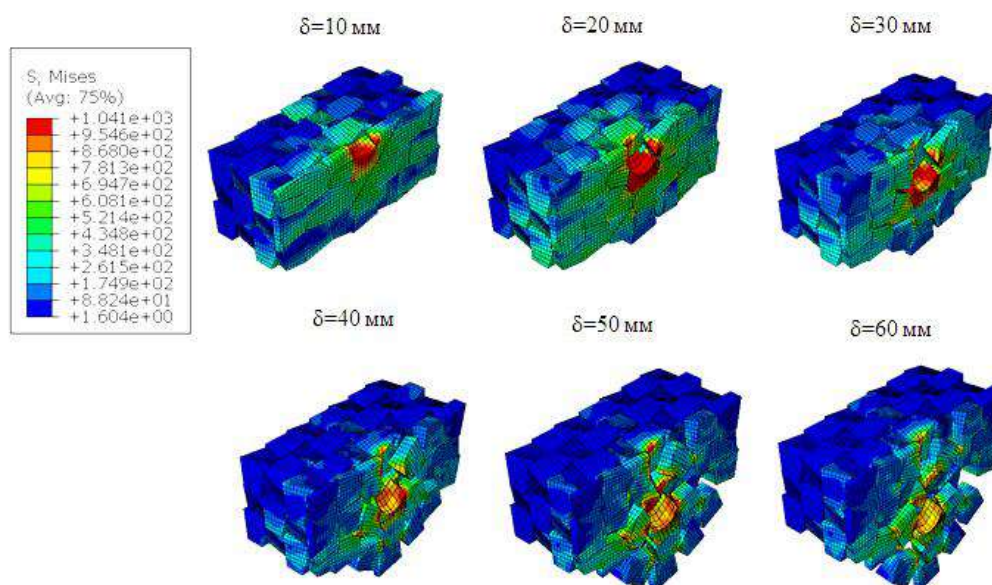 δ=10 мм
δ=20 мм
δ=30 мм
S, Mises
(Avg: 75%)
+1.041e+03
+9.546e+02
+8.680e+02
+7.813e+02
+6.947e+02
+6.081e+02
+5.214e+02
+4.348e+02
+3.481e+02
+2.615e+02
+1.749e+02
+8.824e+01
+1.604e+00
δ=40 мм
δ=50 мм
δ=60 мм